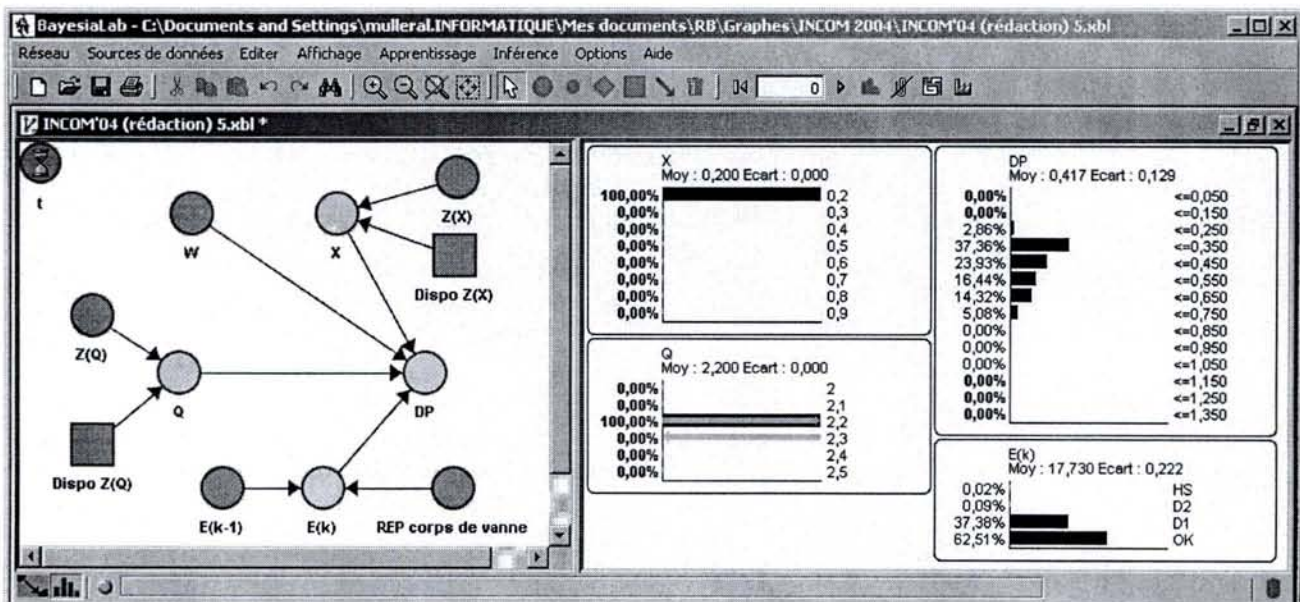 BayesiaLab - C:\Documents and Settings\mulleral.INFORMATIQUE\Mes documents\RB\Graphes\INCOM 2004\INCOM'04 (rédaction) 5.xbl
Réseau Sources de données Editer Affichage Apprentissage Inférence Options Aide
0
INCOM'04 (rédaction) 5.xbl *
t
W
X
Z(X)
Dispo Z(X)
Z(Q)
Q
DP
Dispo Z(Q)
E(k-1)
E(k)
REP corps de vanne
X
Moy : 0,200 Ecart : 0,000
100,00% 0,2
0,00% 0,3
0,00% 0,4
0,00% 0,5
0,00% 0,6
0,00% 0,7
0,00% 0,8
0,00% 0,9
Q
Moy : 2,200 Ecart : 0,000
0,00% 2
0,00% 2,1
100,00% 2,2
0,00% 2,3
0,00% 2,4
0,00% 2,5
DP
Moy : 0,417 Ecart : 0,129
0,00% <=0,050
0,00% <=0,150
2,86% <=0,250
37,36% <=0,350
23,93% <=0,450
16,44% <=0,550
14,32% <=0,650
5,08% <=0,750
0,00% <=0,850
0,00% <=0,950
0,00% <=1,050
0,00% <=1,150
0,00% <=1,250
0,00% <=1,350
E(k)
Moy : 17,730 Ecart : 0,222
0,02% HS
0,09% D2
37,38% D1
62,51% OK